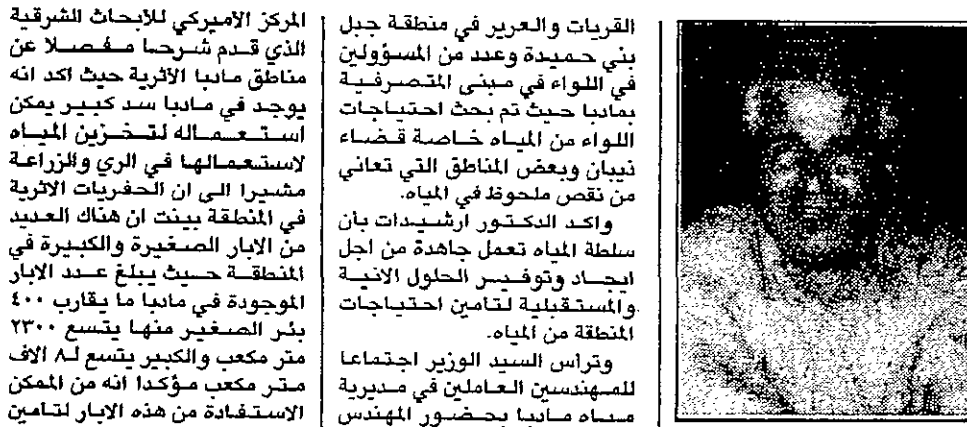 القريات والعرير في منطقة جبل
بني حميدة وعدد من المسؤولين
في اللواء في مبنى المتصرفية
بمادبا حيث تم بحث احتياجات
اللواء من المياه خاصة قضاء
ذيبان وبعض المناطق التي تعاني
من نقص ملحوظ في المياه.
واكد الدكتور ارشيدات بان
سلطة المياه تعمل جاهدة من اجل
ايجاد وتوفير الحلول الانية
والمستقبلية لتامين احتياجات
المنطقة من المياه.
وتراس السيد الوزير اجتماعا
للمهندسين العاملين في مديرية
مياه مادبا بحضور المهندس
المركز الاميركي للابحاث الشرقية
الذي قدم شرحا مفصلا عن
مناطق مادبا الاثرية حيث اكد انه
يوجد في مادبا سد كبير يمكن
استعماله لتخزين المياه
لاستعمالها في الري والزراعة
مشيرا الى ان الحفريات الاثرية
في المنطقة بينت ان هناك العديد
من الابار الصغيرة والكبيرة في
المنطقة حيث يبلغ عدد الابار
الموجودة في مادبا ما يقارب ٤٠٠
بئر الصغير منها يتسع ٢٣٠٠
متر مكعب والكبير يتسع لـ٨ الاف
متر مكعب مؤكدا انه من الممكن
الاستفادة من هذه الابار لتامين